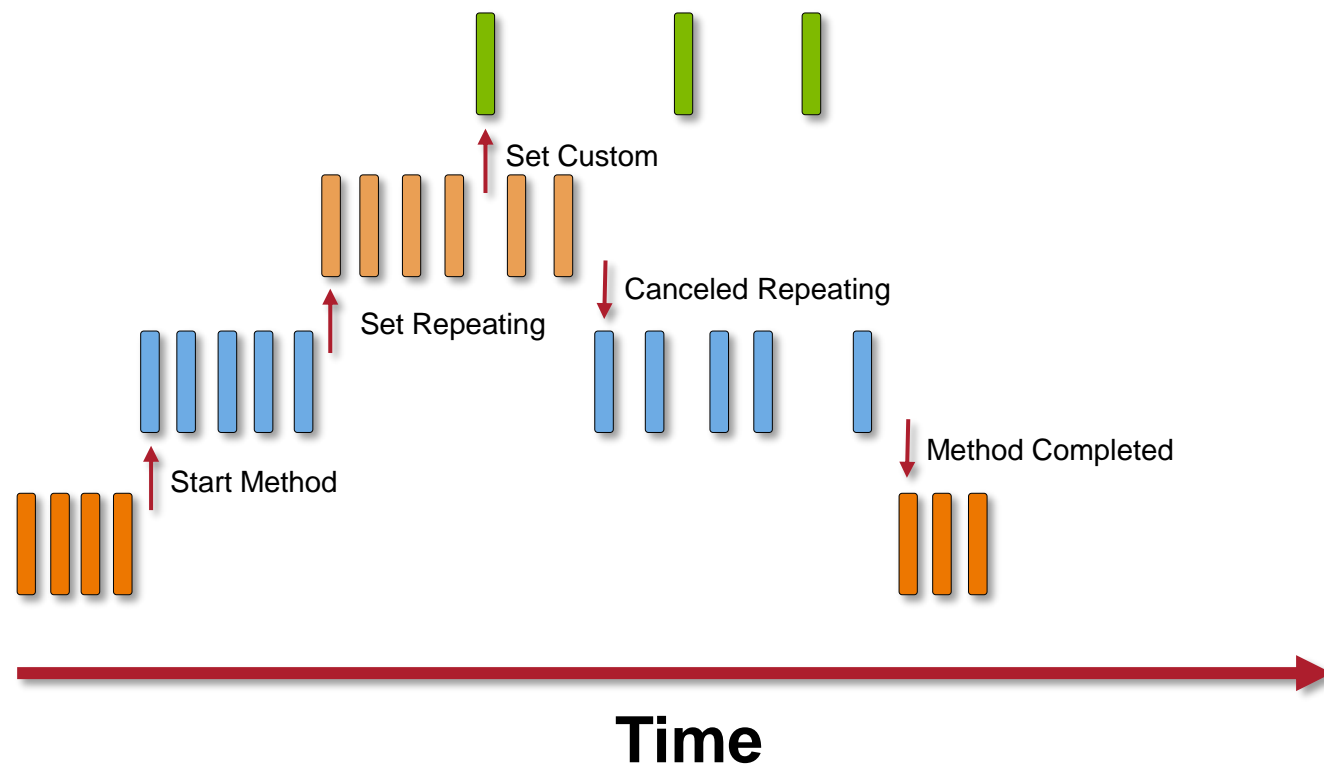 Set Custom
Canceled Repeating
Set Repeating
Method Completed
Start Method
Time